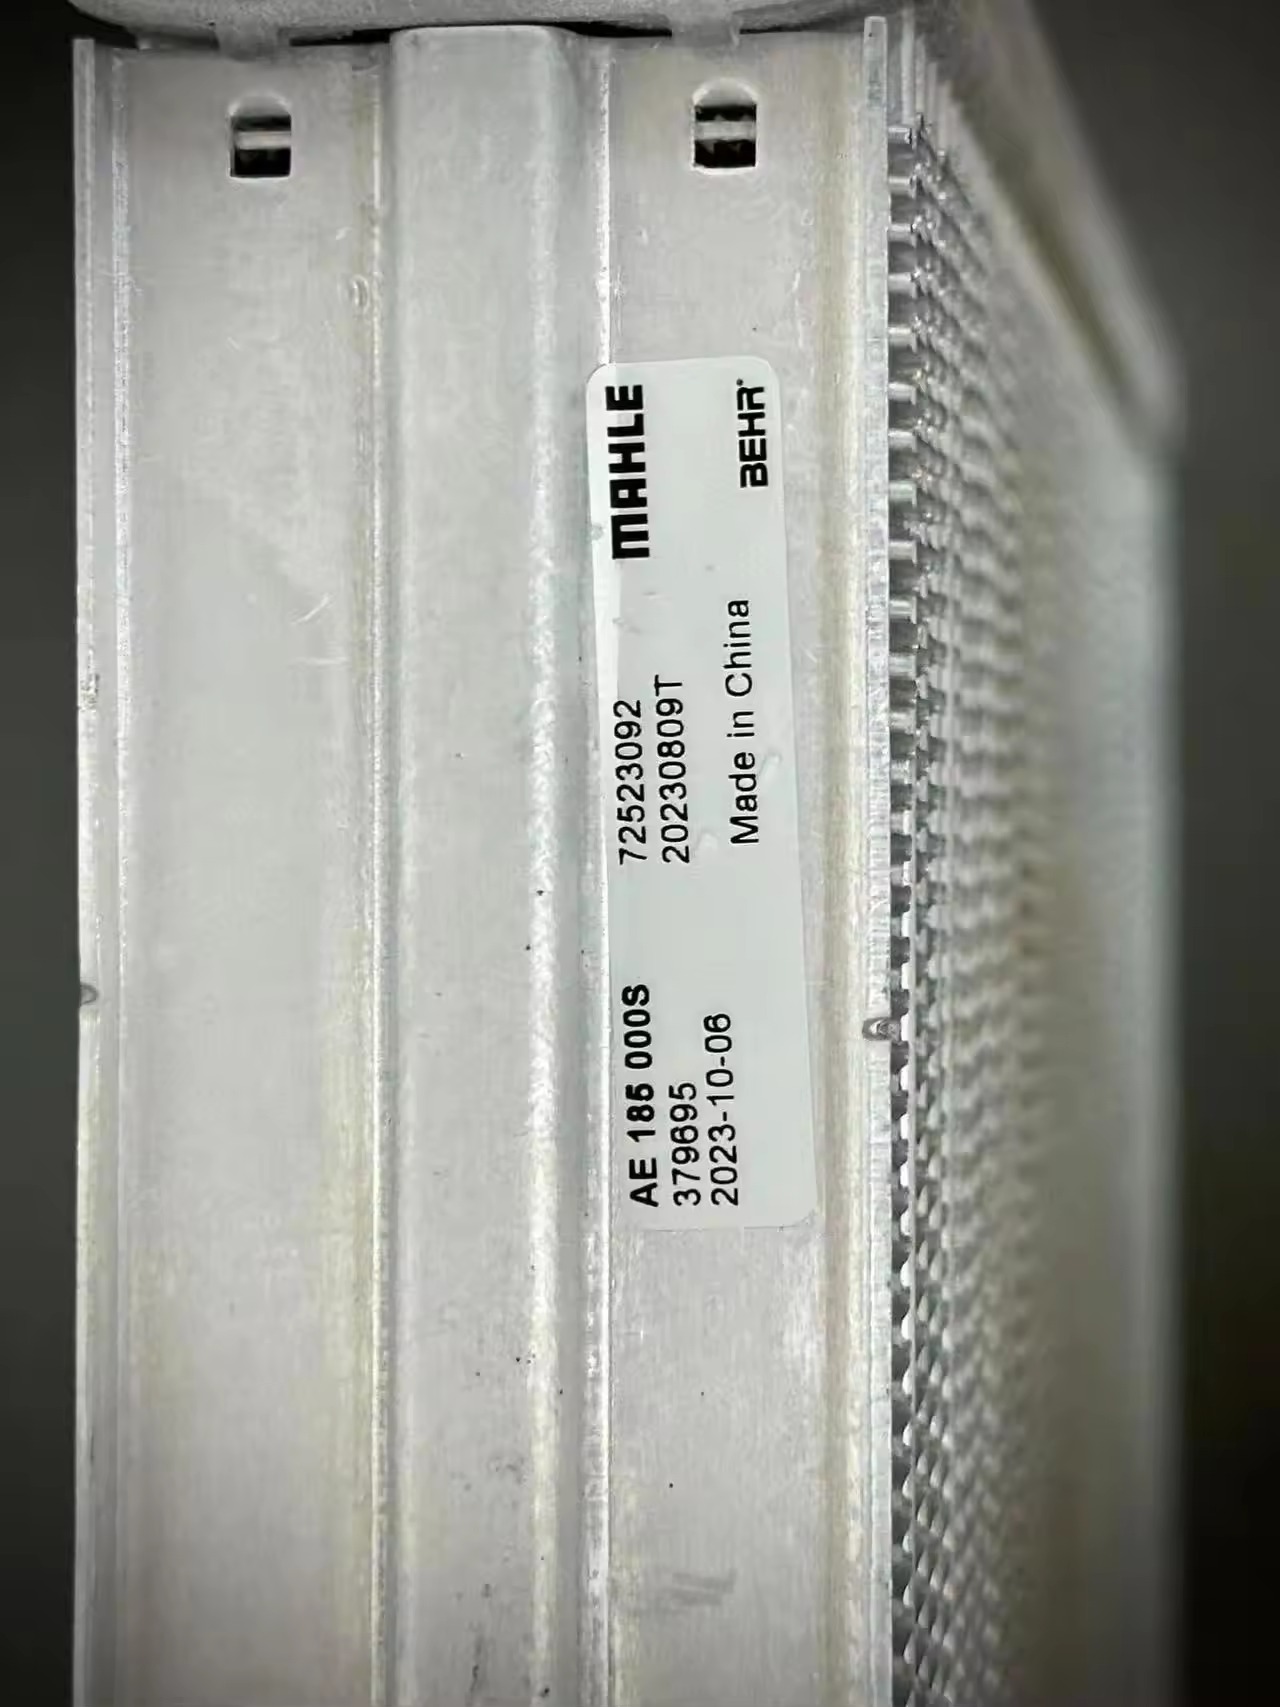 MAHLE
BEHR
72523092
20230809T
Made in China
AE 185 000S
379695
2023-10-06